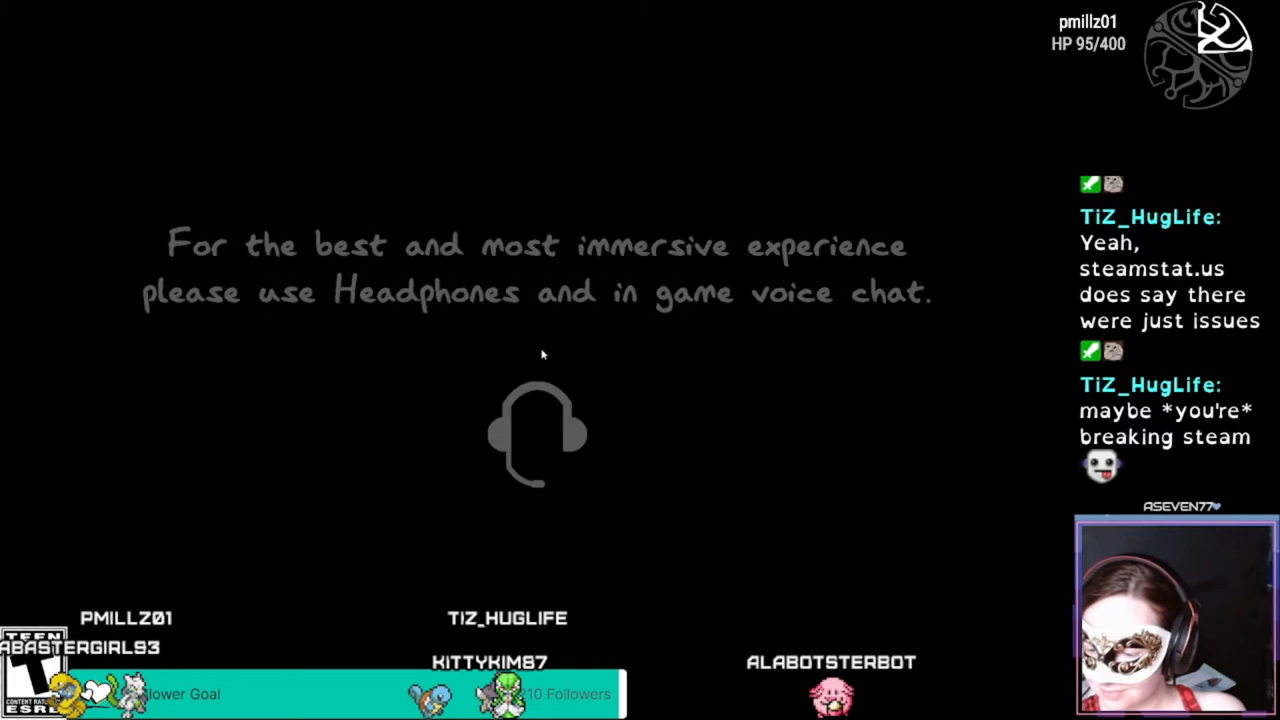 pmillz01
HP 95/400
For the best and most immersive experience
please use Headphones and in game voice chat.
TiZ_HugLife:
Yeah,
steamstat.us
does say there
were just issues
TiZ_HugLife:
maybe *you're*
breaking steam
ASEVEN77
PMILLZ01
TIZ_HUGLIFE
TEEN
ABASTERGIRL93
KITTYKIM87
ALABOTSTERBOT
T
lower Goal
210 Followers
ESRB